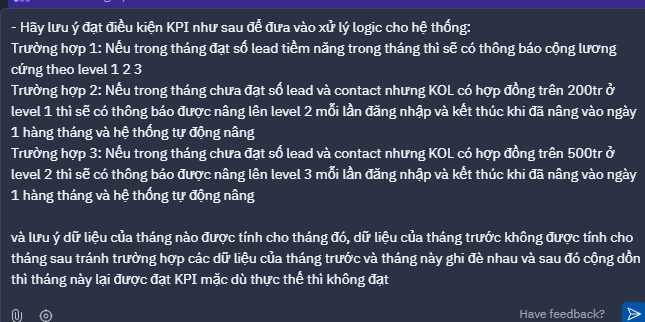 - Hãy lưu ý đạt điều kiện KPI như sau để đưa vào xử lý logic cho hệ thống:
Trường hợp 1: Nếu trong tháng đạt số lead tiềm năng trong tháng thì sẽ có thông báo cộng lương
cứng theo level 1 2 3
Trường hợp 2: Nếu trong tháng chưa đạt số lead và contact nhưng KOL có hợp đồng trên 200tr ở
level 1 thì sẽ có thông báo được nâng lên level 2 mỗi lần đăng nhập và kết thúc khi đã nâng vào ngày
1 hàng tháng và hệ thống tự động nâng
Trường hợp 3: Nếu trong tháng chưa đạt số lead và contact nhưng KOL có hợp đồng trên 500tr ở
level 2 thì sẽ có thông báo được nâng lên level 3 mỗi lần đăng nhập và kết thúc khi đã nâng vào ngày
1 hàng tháng và hệ thống tự động nâng
và lưu ý dữ liệu của tháng nào được tính cho tháng đó, dữ liệu của tháng trước không được tính cho
tháng sau tránh trường hợp các dữ liệu của tháng trước và tháng này ghi đè nhau và sau đó cộng dồn
thì tháng này lại được đạt KPI mặc dù thực thế thì không đạt
Have feedback?